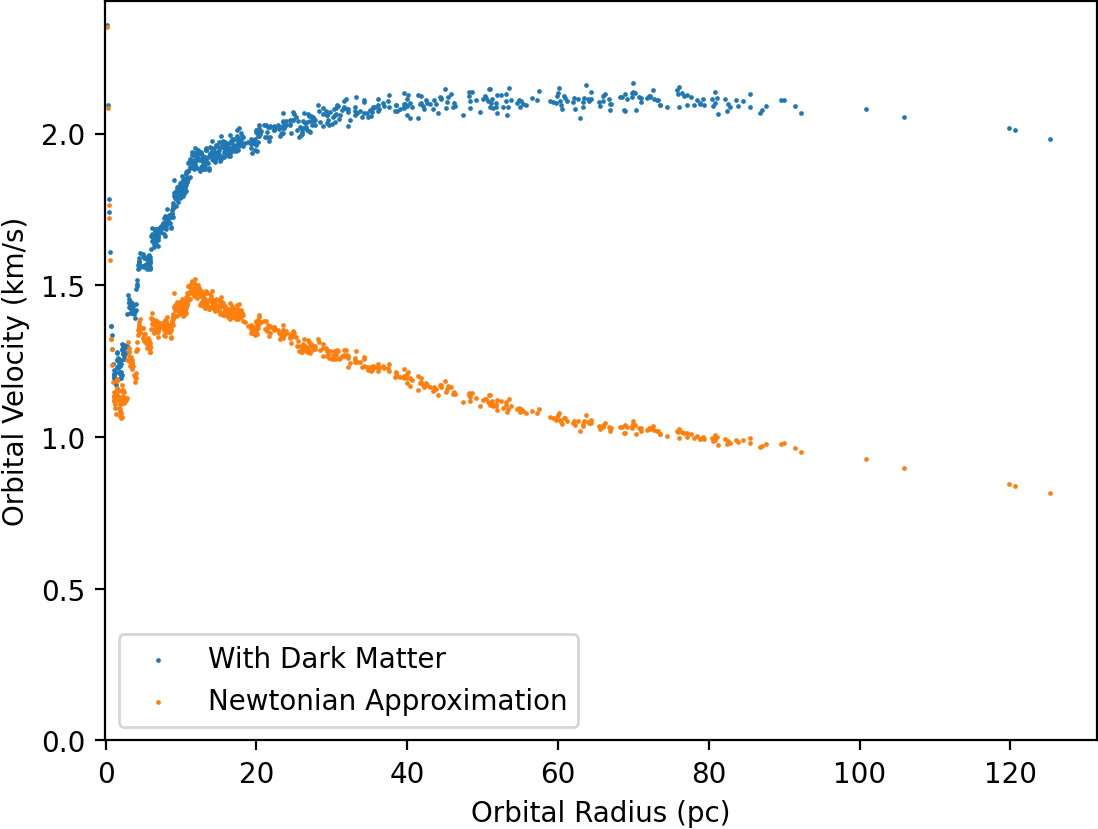 2.0
1.5
1.0
0.5
0.0
Orbital Velocity (km/s)
With Dark Matter
Newtonian Approximation
0 20 40 60 80 100 120
Orbital Radius (pc)